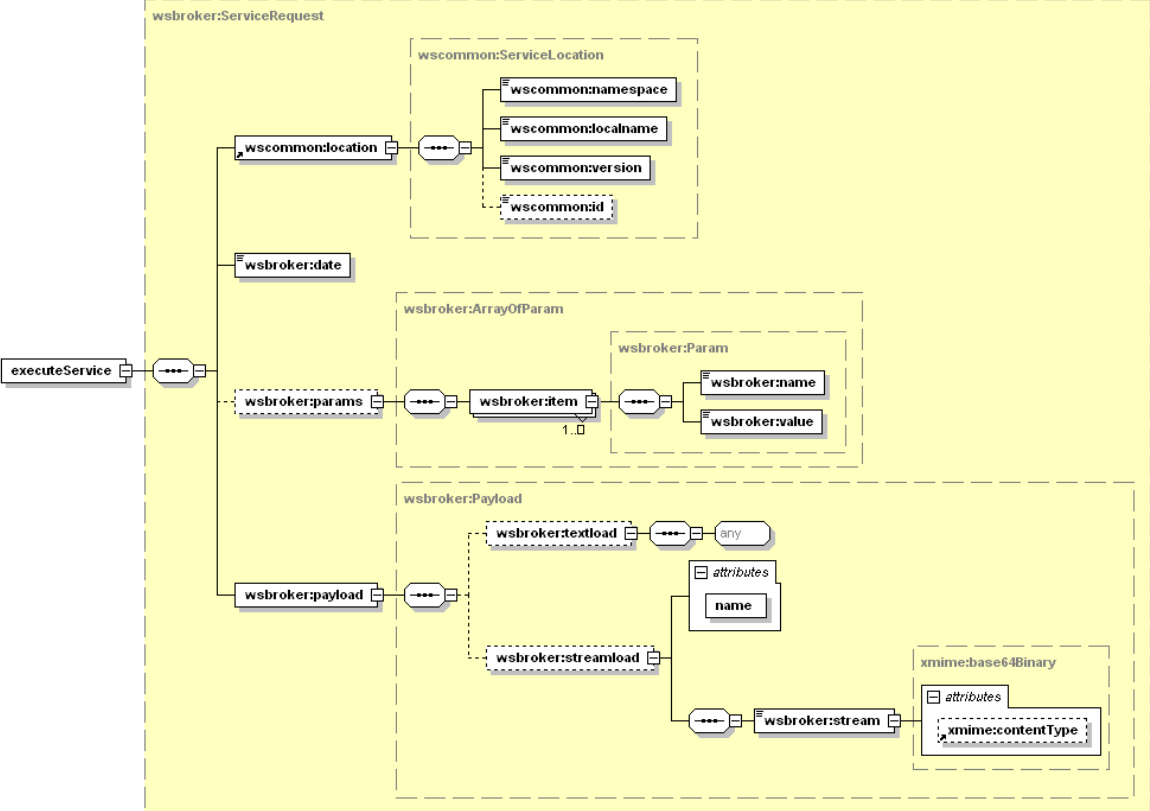 wsbroker:ServiceRequest
wscommon:ServiceLocation
wscommon:namespace
wscommon:localname
wscommon:location
wscommon:version
wscommon:id
wsbroker:date
wsbroker:ArrayOfParam
wsbroker:Param
executeService
wsbroker:name
wsbroker:params
wsbroker:item
wsbroker:value
1..
wsbroker:Payload
wsbroker:textload
any
attributes
name
wsbroker:payload
wsbroker:streamload
xmime:base64Binary
attributes
wsbroker:stream
xmime:contentType